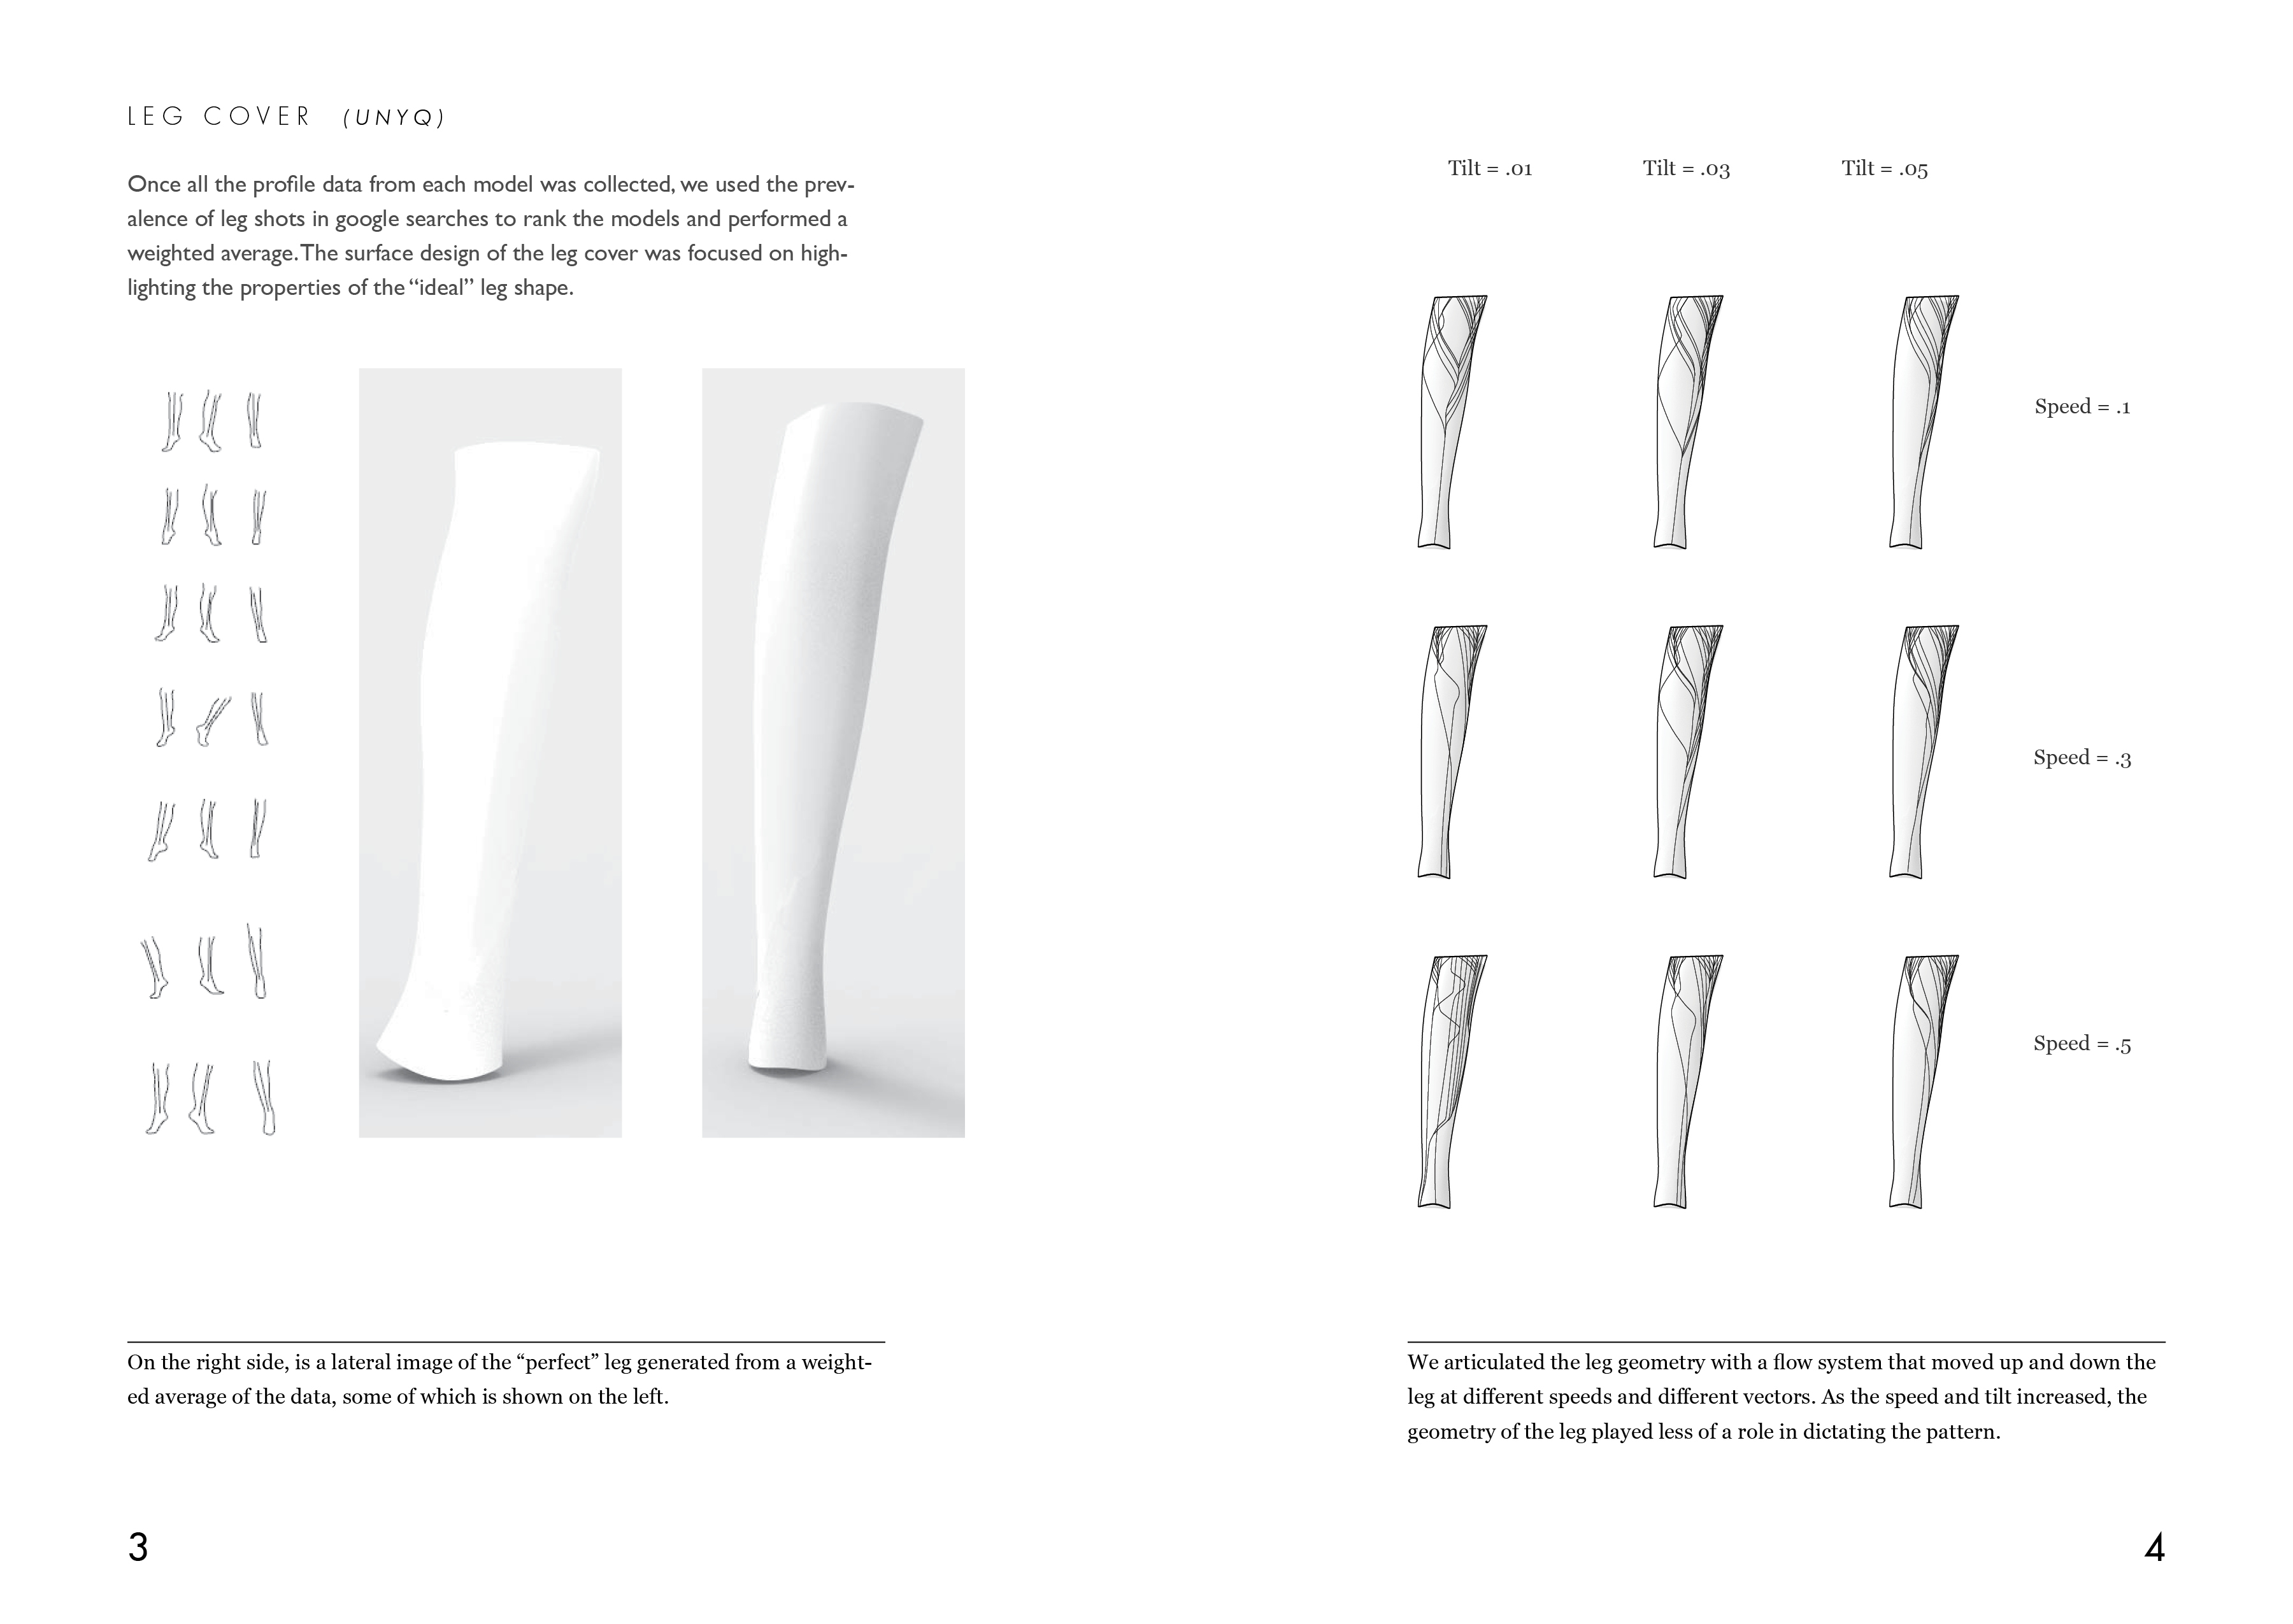 LEG COVER (UNYQ)
Once all the profile data from each model was collected, we used the prev-
alence of leg shots in google searches to rank the models and performed a
weighted average. The surface design of the leg cover was focused on high-
lighting the properties of the “ideal” leg shape.
On the right side, is a lateral image of the “perfect” leg generated from a weight-
ed average of the data, some of which is shown on the left.
3
Tilt = .01
Tilt = .03
Tilt = .05
Speed = .1
Speed = .3
Speed = .5
We articulated the leg geometry with a flow system that moved up and down the
leg at different speeds and different vectors. As the speed and tilt increased, the
geometry of the leg played less of a role in dictating the pattern.
4